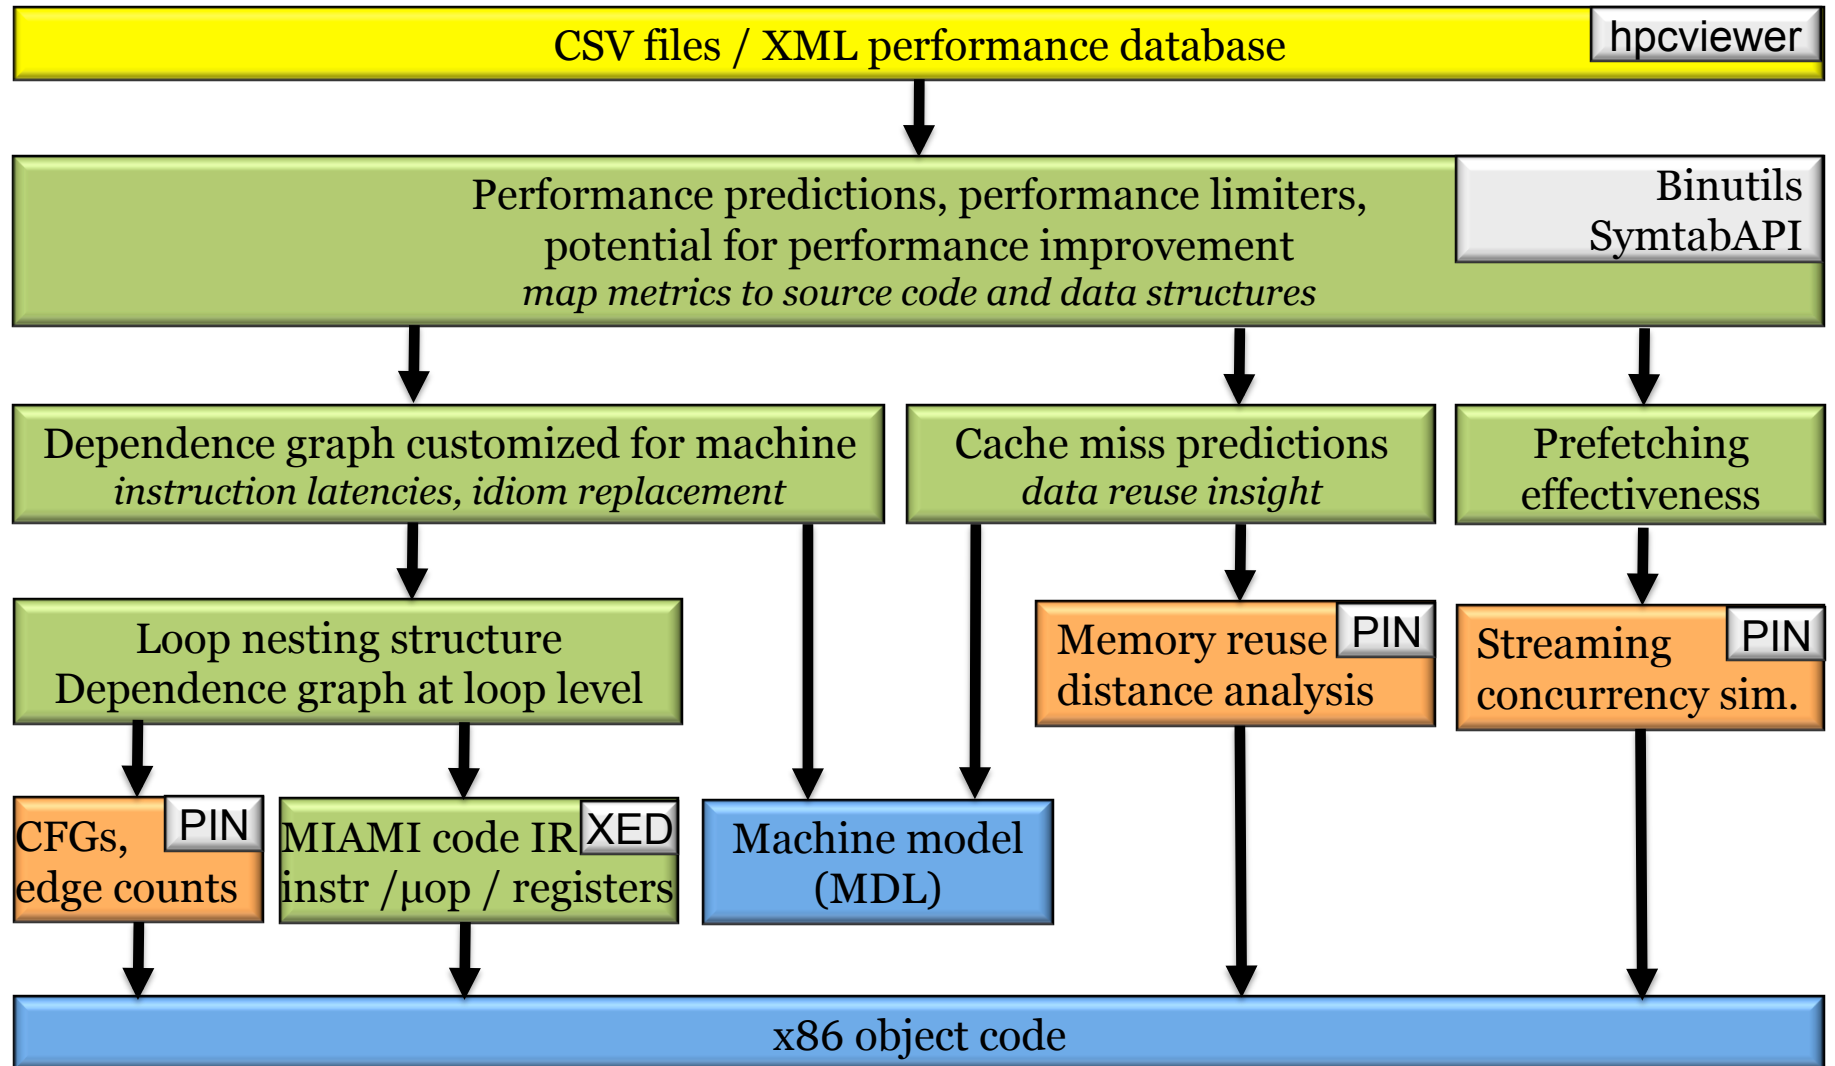 CSV files / XML performance database
hpcviewer
Performance predictions, performance limiters,
potential for performance improvement
map metrics to source code and data structures
Binutils
SymtabAPI
Dependence graph customized for machine
instruction latencies, idiom replacement
Cache miss predictions
data reuse insight
Prefetching
effectiveness
Loop nesting structure
Dependence graph at loop level
Memory reuse
distance analysis
PIN
Streaming
concurrency sim.
PIN
CFGs,
edge counts
PIN
MIAMI code IR
instr /μop / registers
XED
Machine model
(MDL)
x86 object code